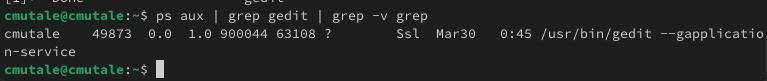 cmutale@cmutale:~$ ps aux | grep gedit | grep -v grep
cmutale    49873  0.0  1.0 900044 63108 ?        Ssl  Mar30   0:45 /usr/bin/gedit --gapplicatio
n-service
cmutale@cmutale:~$